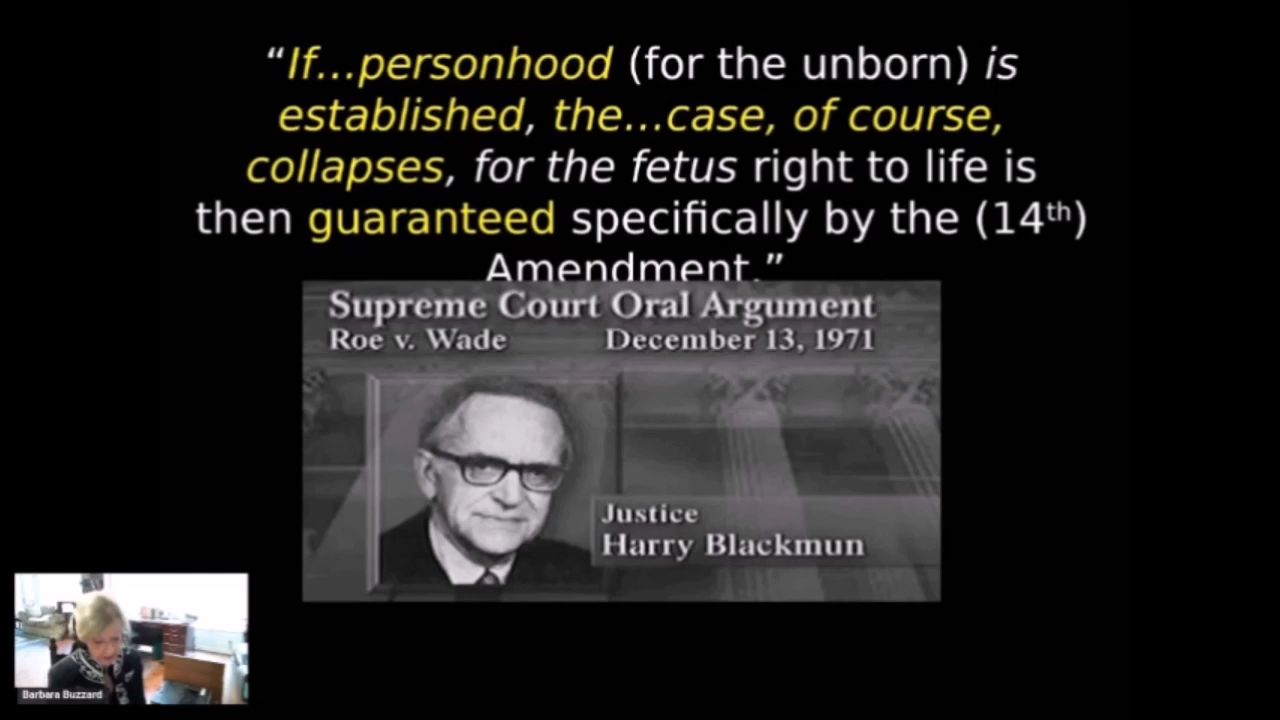 “If...personhood (for the unborn) is
established, the...case, of course,
collapses, for the fetus right to life is
then guaranteed specifically by the (14th)
Amendment.”
Supreme Court Oral Argument
Roe v. Wade December 13, 1971
Justice
Harry Blackmun
Barbara Buzzard